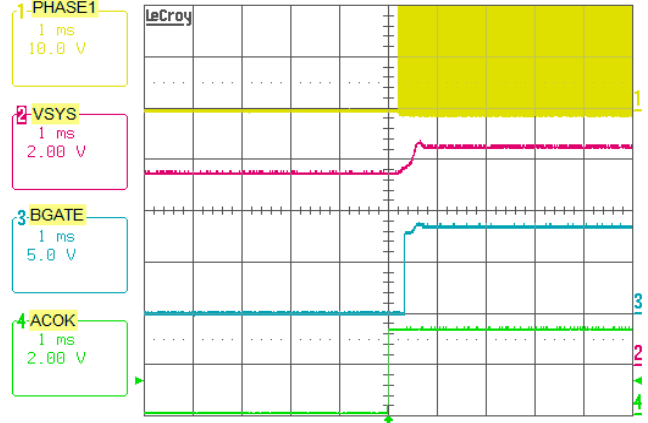 1 PHASE1
1 ms
10.0 V
LeCroy
1
2 VSYS
1 ms
2.00 V
3 BGATE
1 ms
5.0 V
3
4 ACOK
1 ms
2.00 V
2
4